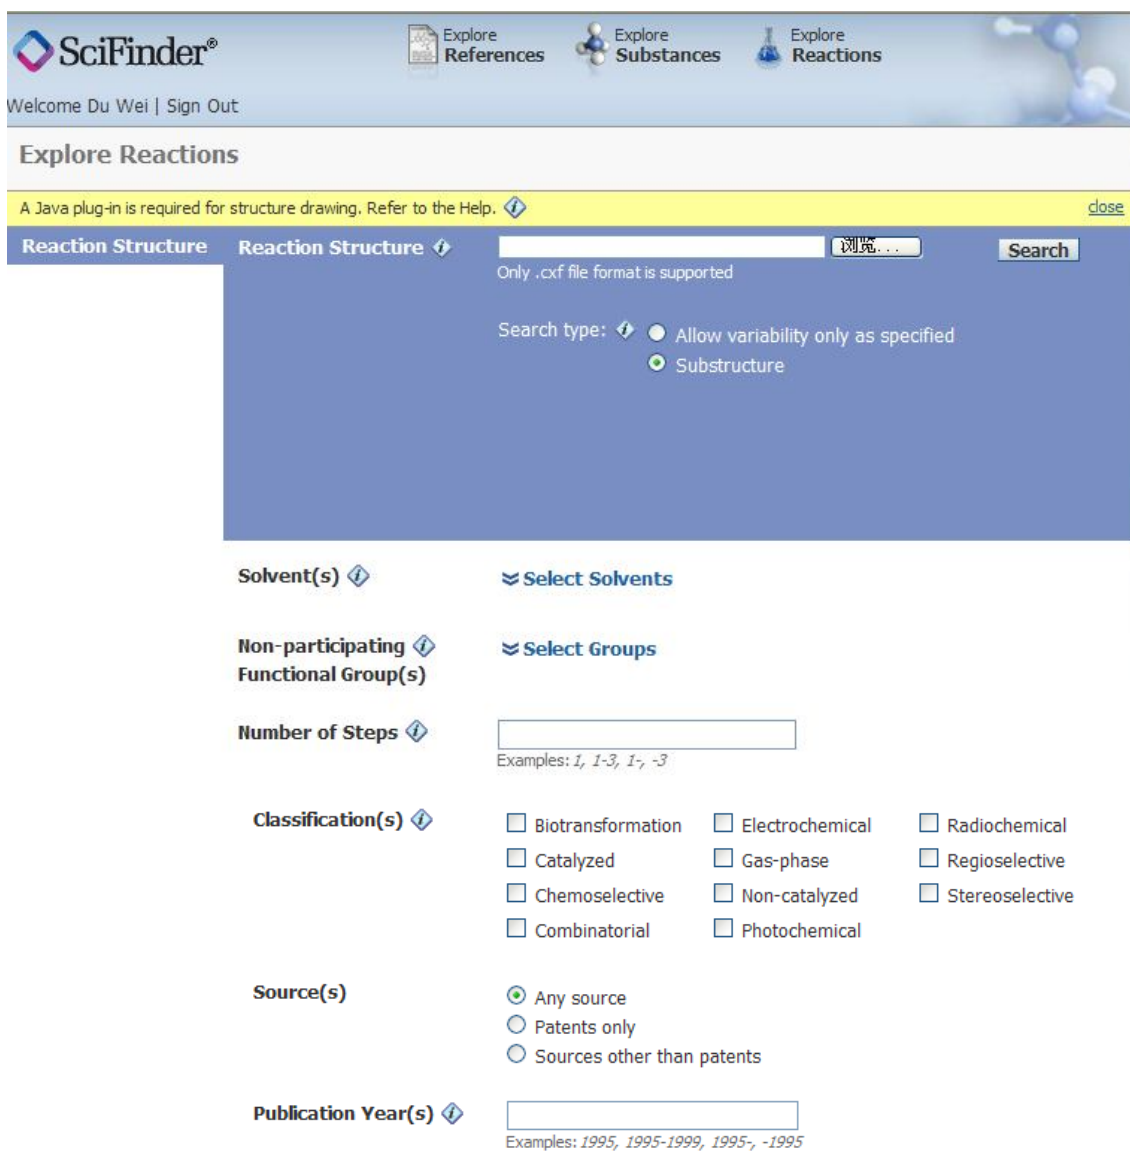 SciFinder®
Explore References
Explore Substances
Explore Reactions
Welcome Du Wei | Sign Out
Explore Reactions
A Java plug-in is required for structure drawing. Refer to the Help. close
Reaction Structure
Reaction Structure 浏览... Search
Only .cxf file format is supported
Search type: Allow variability only as specified
Substructure
Solvent(s) Select Solvents
Non-participating Functional Group(s) Select Groups
Number of Steps
Examples: 1, 1-3, 1-, -3
Classification(s) Biotransformation Electrochemical Radiochemical
Catalyzed Gas-phase Regioselective
Chemoselective Non-catalyzed Stereoselective
Combinatorial Photochemical
Source(s) Any source
Patents only
Sources other than patents
Publication Year(s)
Examples: 1995, 1995-1999, 1995-, -1995